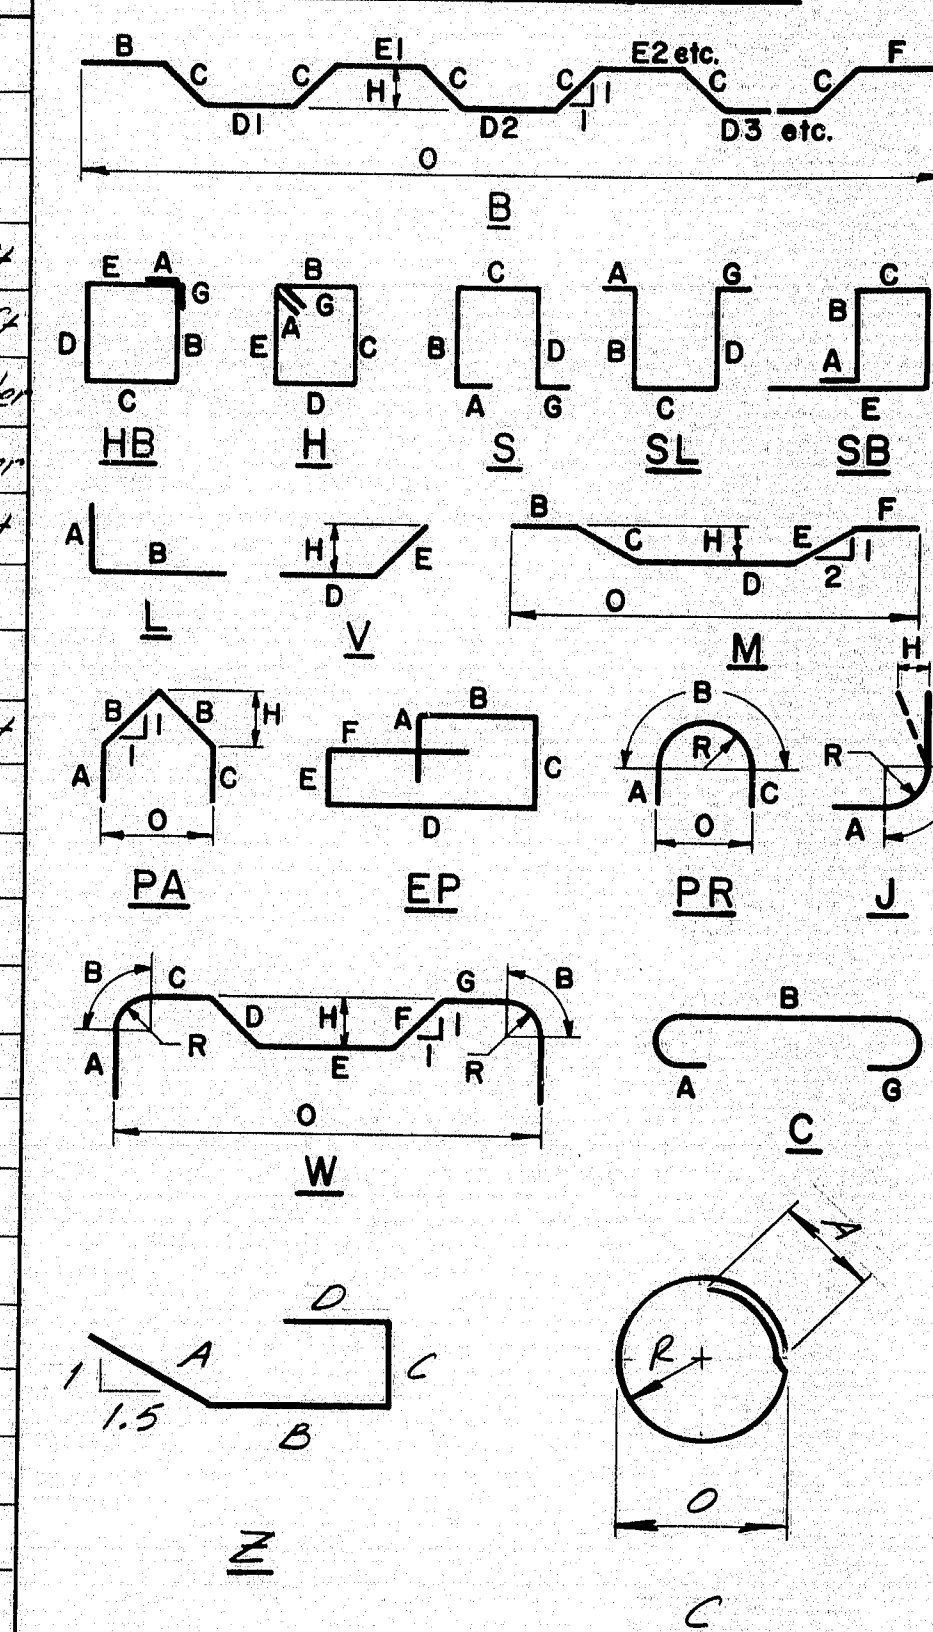 B C C E1 H C C 1 1 E2 etc. C C F
D1 D2 D3 etc.
O
B
E A G D B C
HB
B G A E C D
H
C B D A G
S
A G B D C
SL
C B A E
SB
A B
L
H E D
V
B C H E 1 2 F D O
M
B B 1 1 H A C O
PA
B A F E C D
EP
B R A C O
PR
H R A
J
B C G B D H F 1 1 A R E R O
W
B A G
C
D A 1 1.5 C B
Z
A R O
C